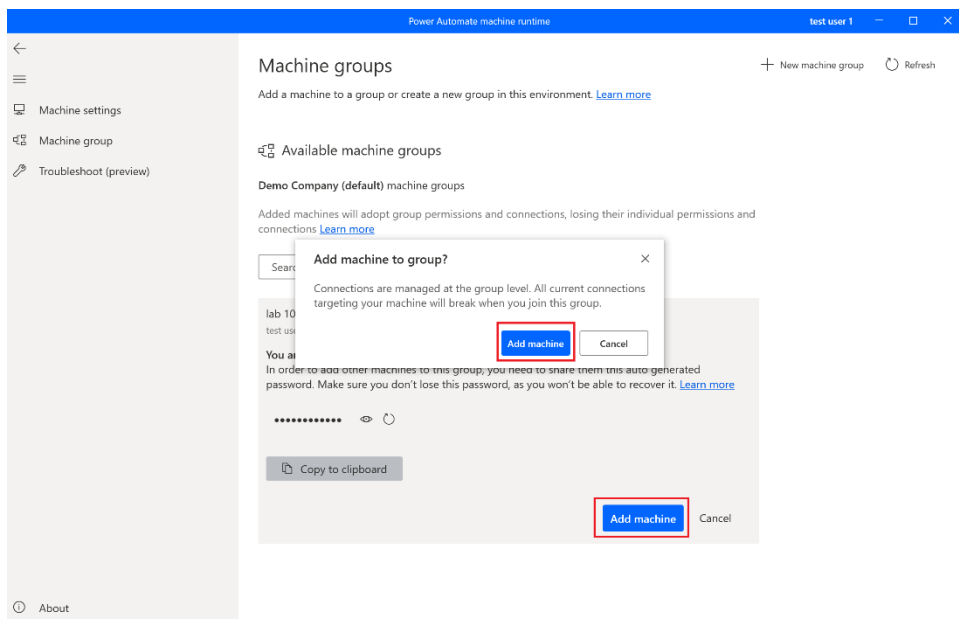 Power Automate machine runtime
test user 1
Machine settings
Machine group
Troubleshoot (preview)
About
Machine groups
New machine group
Refresh
Add a machine to a group or create a new group in this environment. Learn more
Available machine groups
Demo Company (default) machine groups
Added machines will adopt group permissions and connections, losing their individual permissions and
connections Learn more
Add machine to group?
Connections are managed at the group level. All current connections
targeting your machine will break when you join this group.
Add machine
Cancel
lab 10
test
You
In order to add other machines to this group, you need to share them this auto generated
password. Make sure you don't lose this password, as you won't be able to recover it. Learn more
••••••••••••
Copy to clipboard
Add machine
Cancel